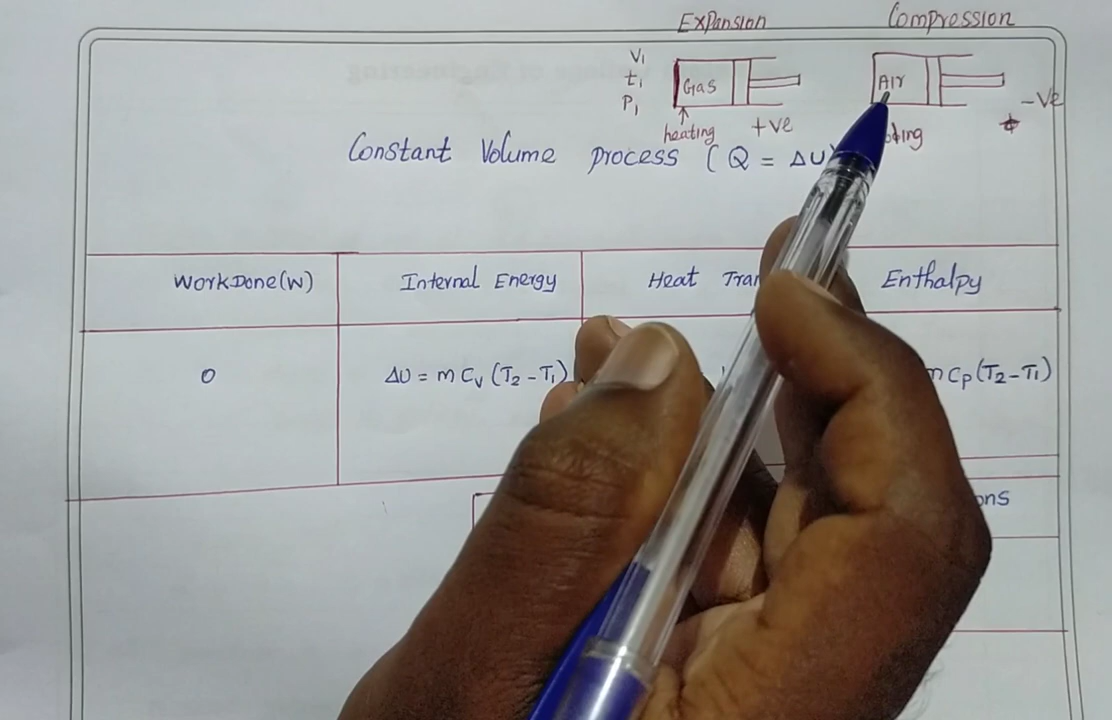 Expansion Compression
V1
t1
P1
Gas
Air
heating +ve
-Ve
Constant Volume process ( Q = ΔU
WorkDone(W) Internal Energy Heat Enthalpy
0 ΔU = m Cv (T2 - T1) m Cp (T2 - T1)